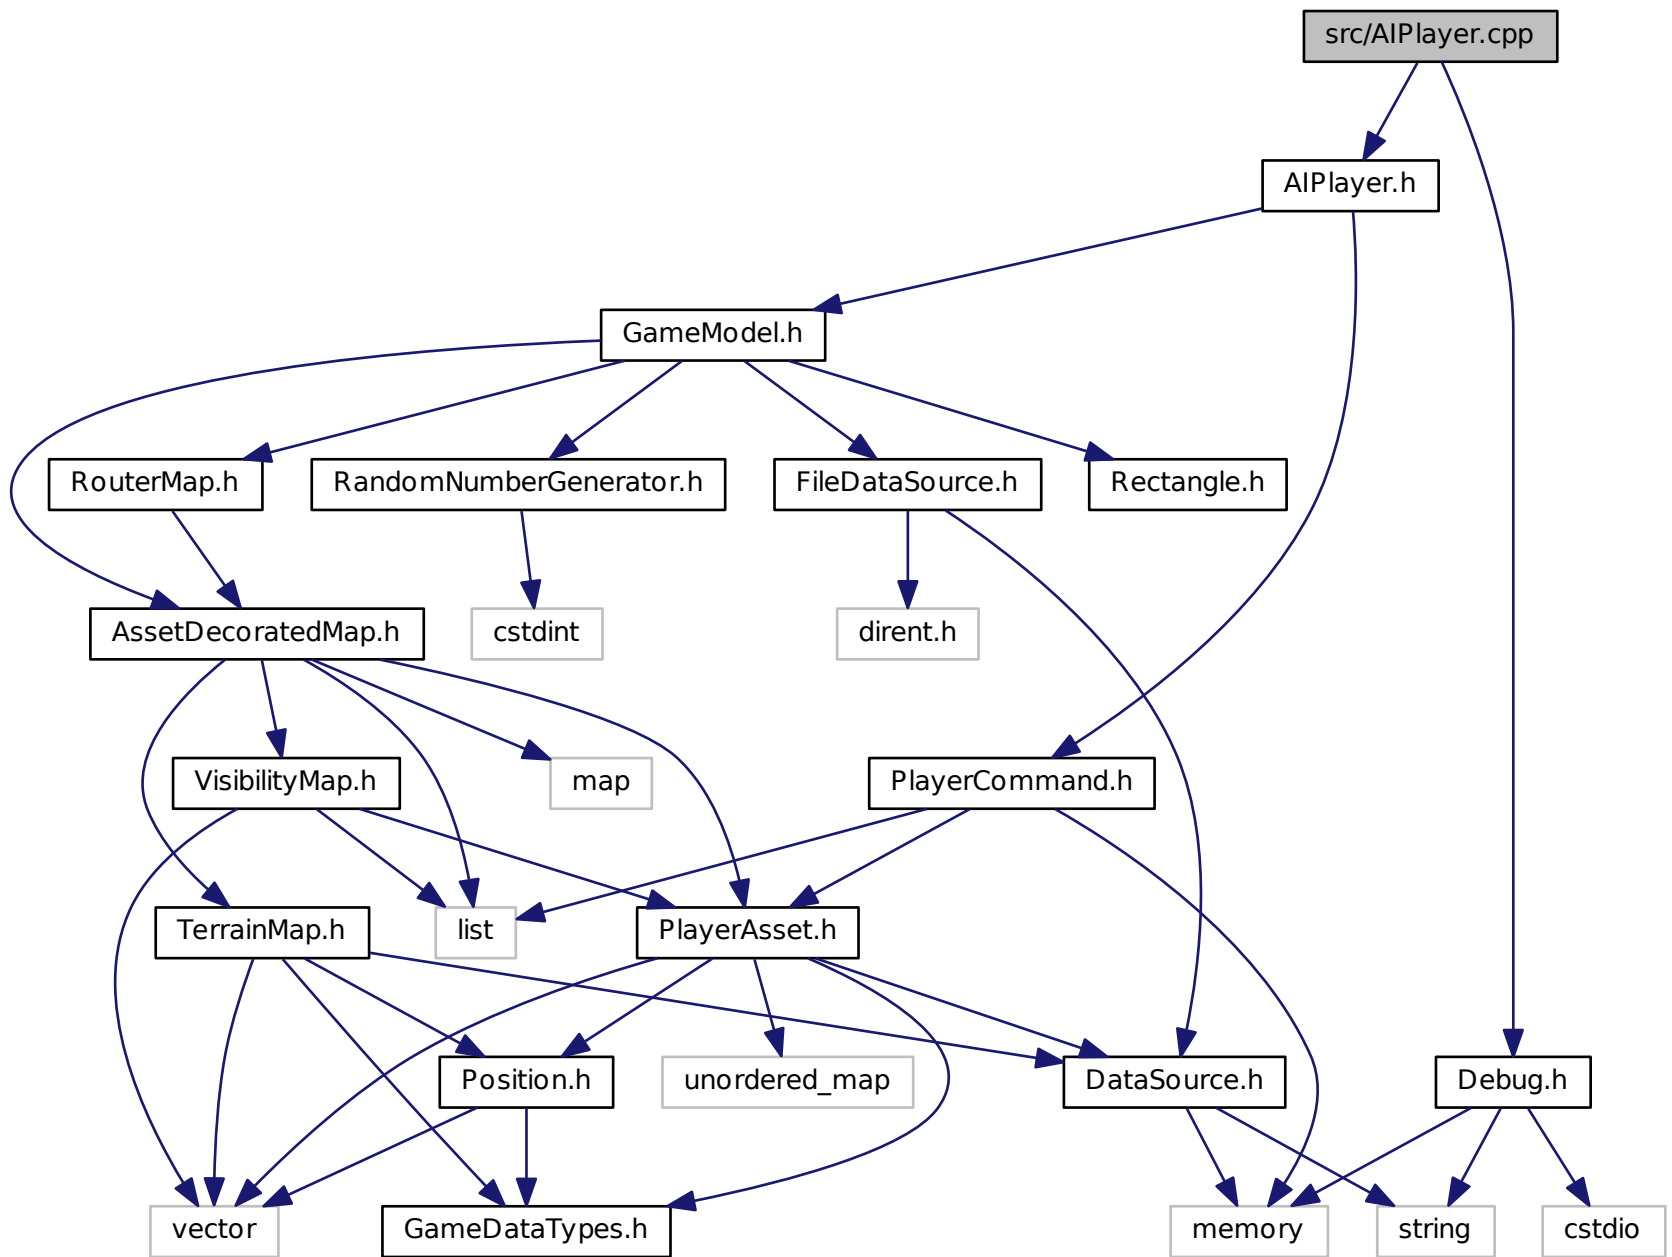 src/AIPlayer.cpp
AIPlayer.h
GameModel.h
RouterMap.h
RandomNumberGenerator.h
FileDataSource.h
Rectangle.h
AssetDecoratedMap.h
cstdint
dirent.h
VisibilityMap.h
map
PlayerCommand.h
TerrainMap.h
list
PlayerAsset.h
Position.h
unordered_map
DataSource.h
Debug.h
vector
GameDataTypes.h
memory
string
cstdio